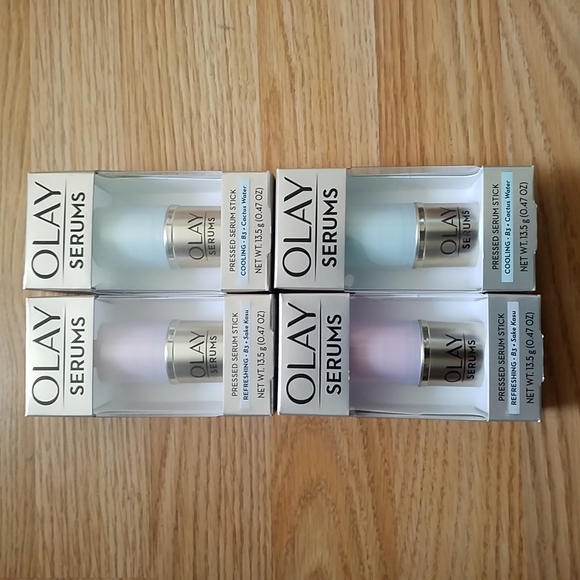 OLAY
SERUMS
OLAY
SERUMS
PRESSED SERUM STICK
COOLING • B3 • Cactus Water
NET WT. 13.5 g (0.47 OZ)
OLAY
SERUMS
OLAY
SERUMS
PRESSED SERUM STICK
COOLING • B3 • Cactus Water
NET WT. 13.5 g (0.47 OZ)
OLAY
SERUMS
OLAY
SERUMS
PRESSED SERUM STICK
REFRESHING • B3 • Sake Kasu
NET WT. 13.5 g (0.47 OZ)
OLAY
SERUMS
OLAY
SERUMS
PRESSED SERUM STICK
REFRESHING • B3 • Sake Kasu
NET WT. 13.5 g (0.47 OZ)